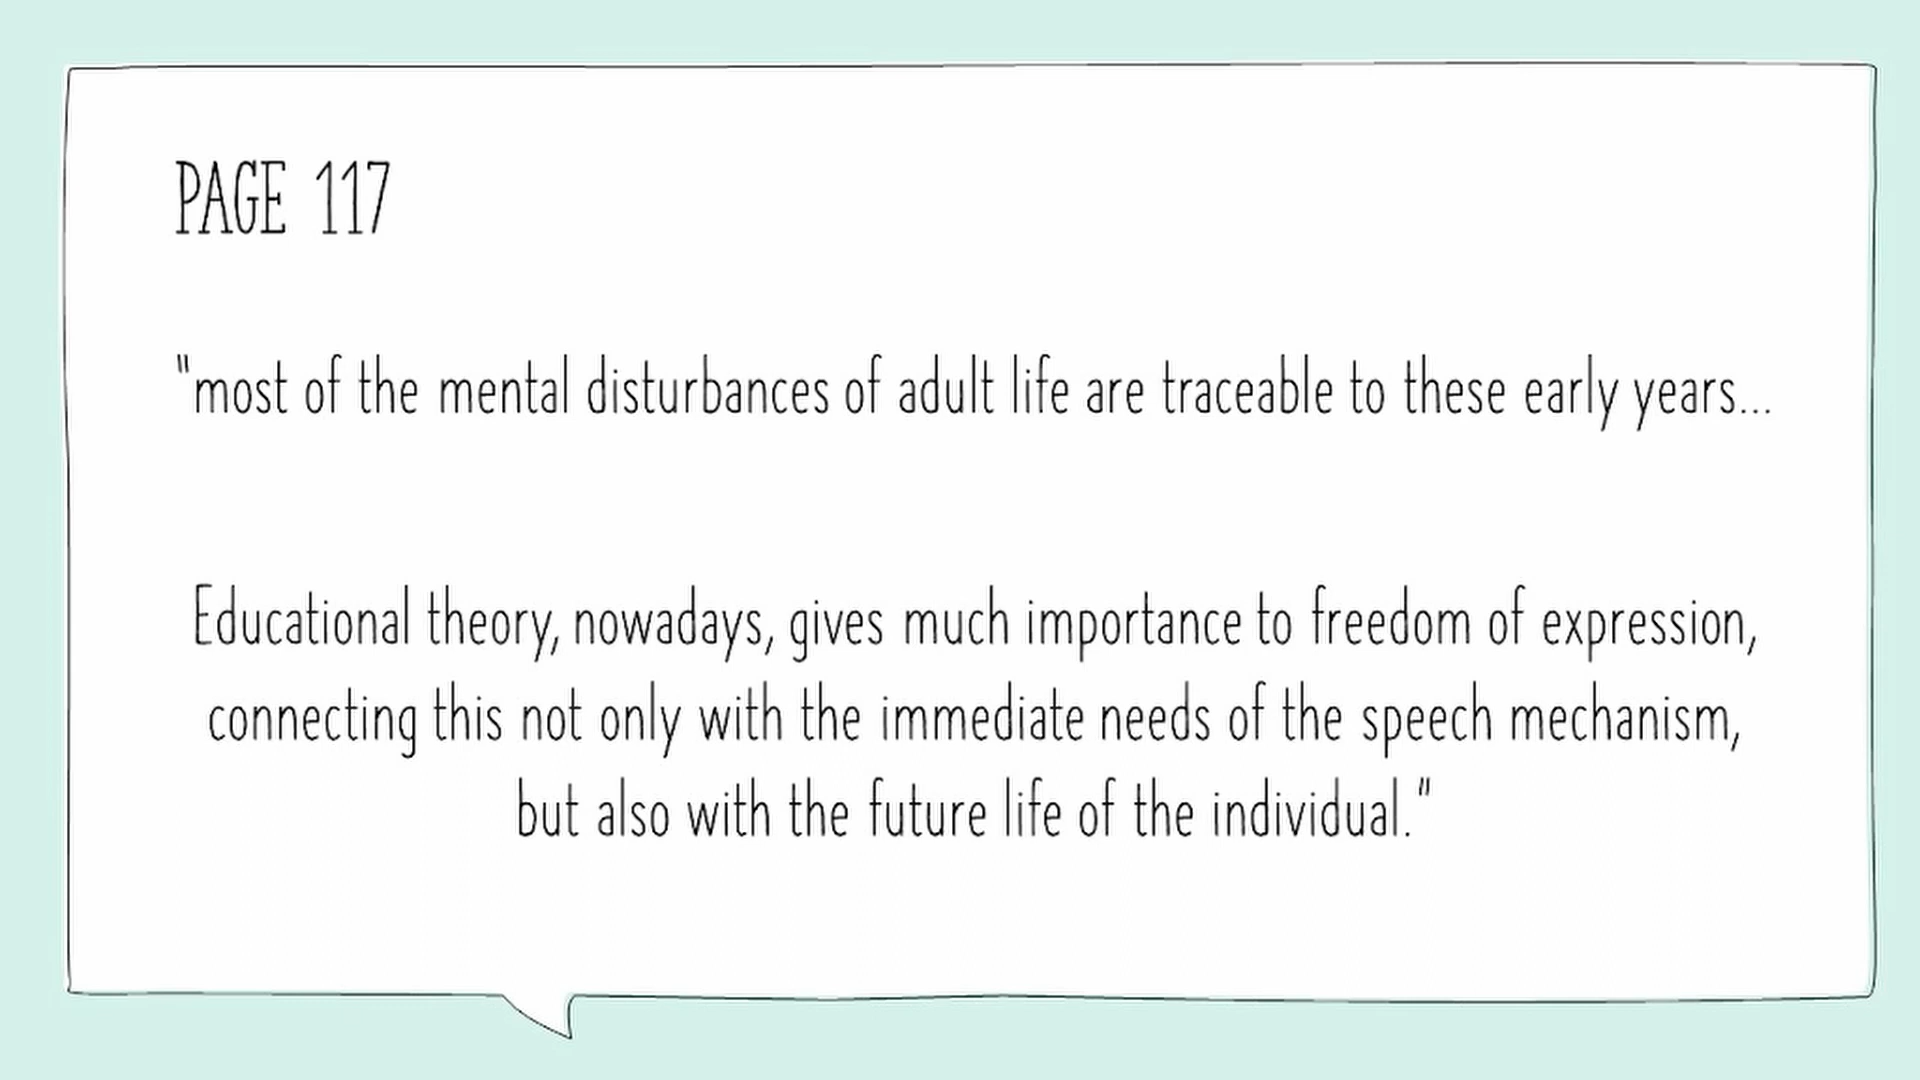 PAGE 117
"most of the mental disturbances of adult life are traceable to these early years...
Educational theory, nowadays, gives much importance to freedom of expression,
connecting this not only with the immediate needs of the speech mechanism,
but also with the future life of the individual."